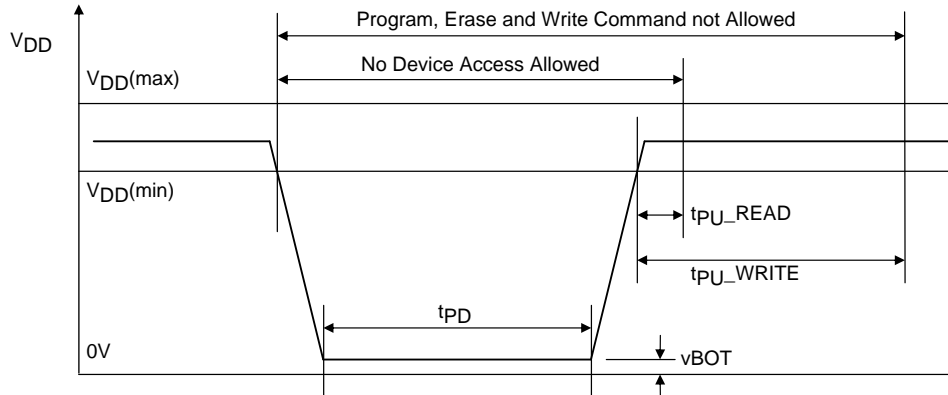 Program, Erase and Write Command not Allowed
VDD
No Device Access Allowed
VDD(max)
VDD(min)
tPU_READ
tPU_WRITE
tPD
0V
vBOT